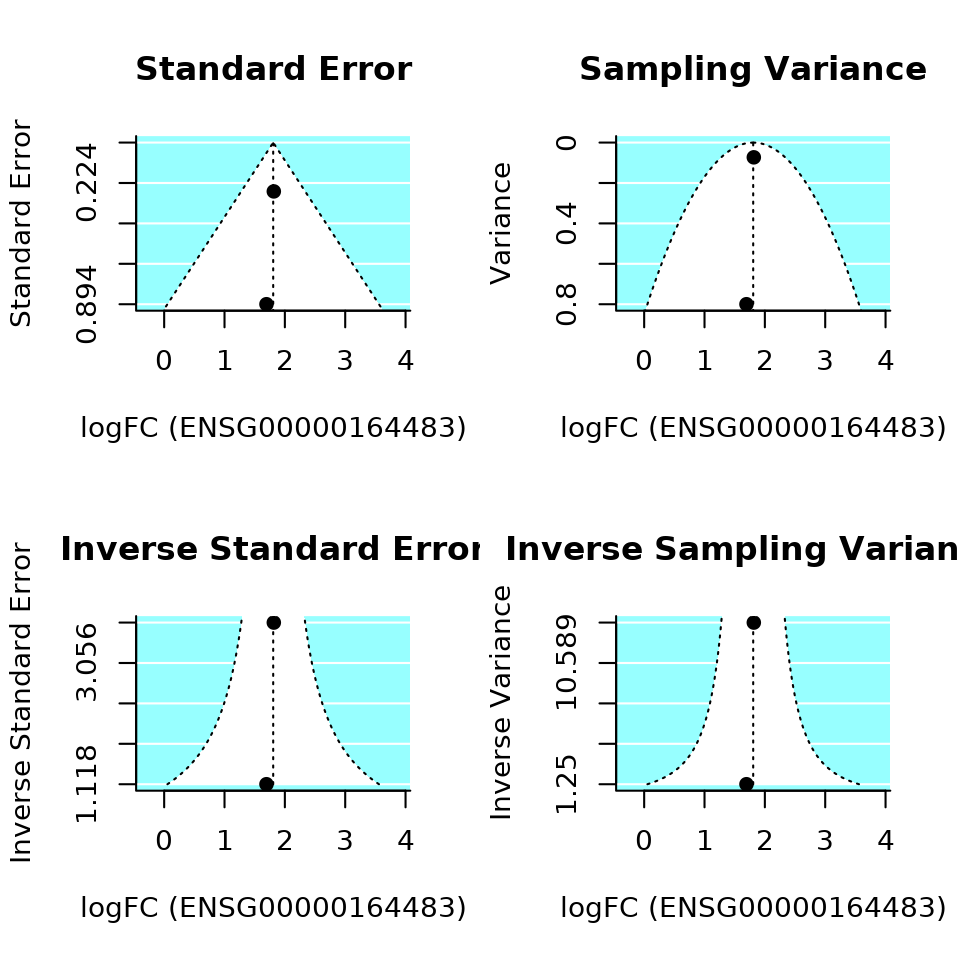 Standard Error
Standard Error
0.224
0.894
0 1 2 3 4
logFC (ENSG00000164483)
Sampling Variance
Variance
0
0.4
0.8
0 1 2 3 4
logFC (ENSG00000164483)
Inverse Standard Error
Inverse Standard Error
3.056
1.118
0 1 2 3 4
logFC (ENSG00000164483)
Inverse Sampling Varian
Inverse Variance
10.589
1.25
0 1 2 3 4
logFC (ENSG00000164483)